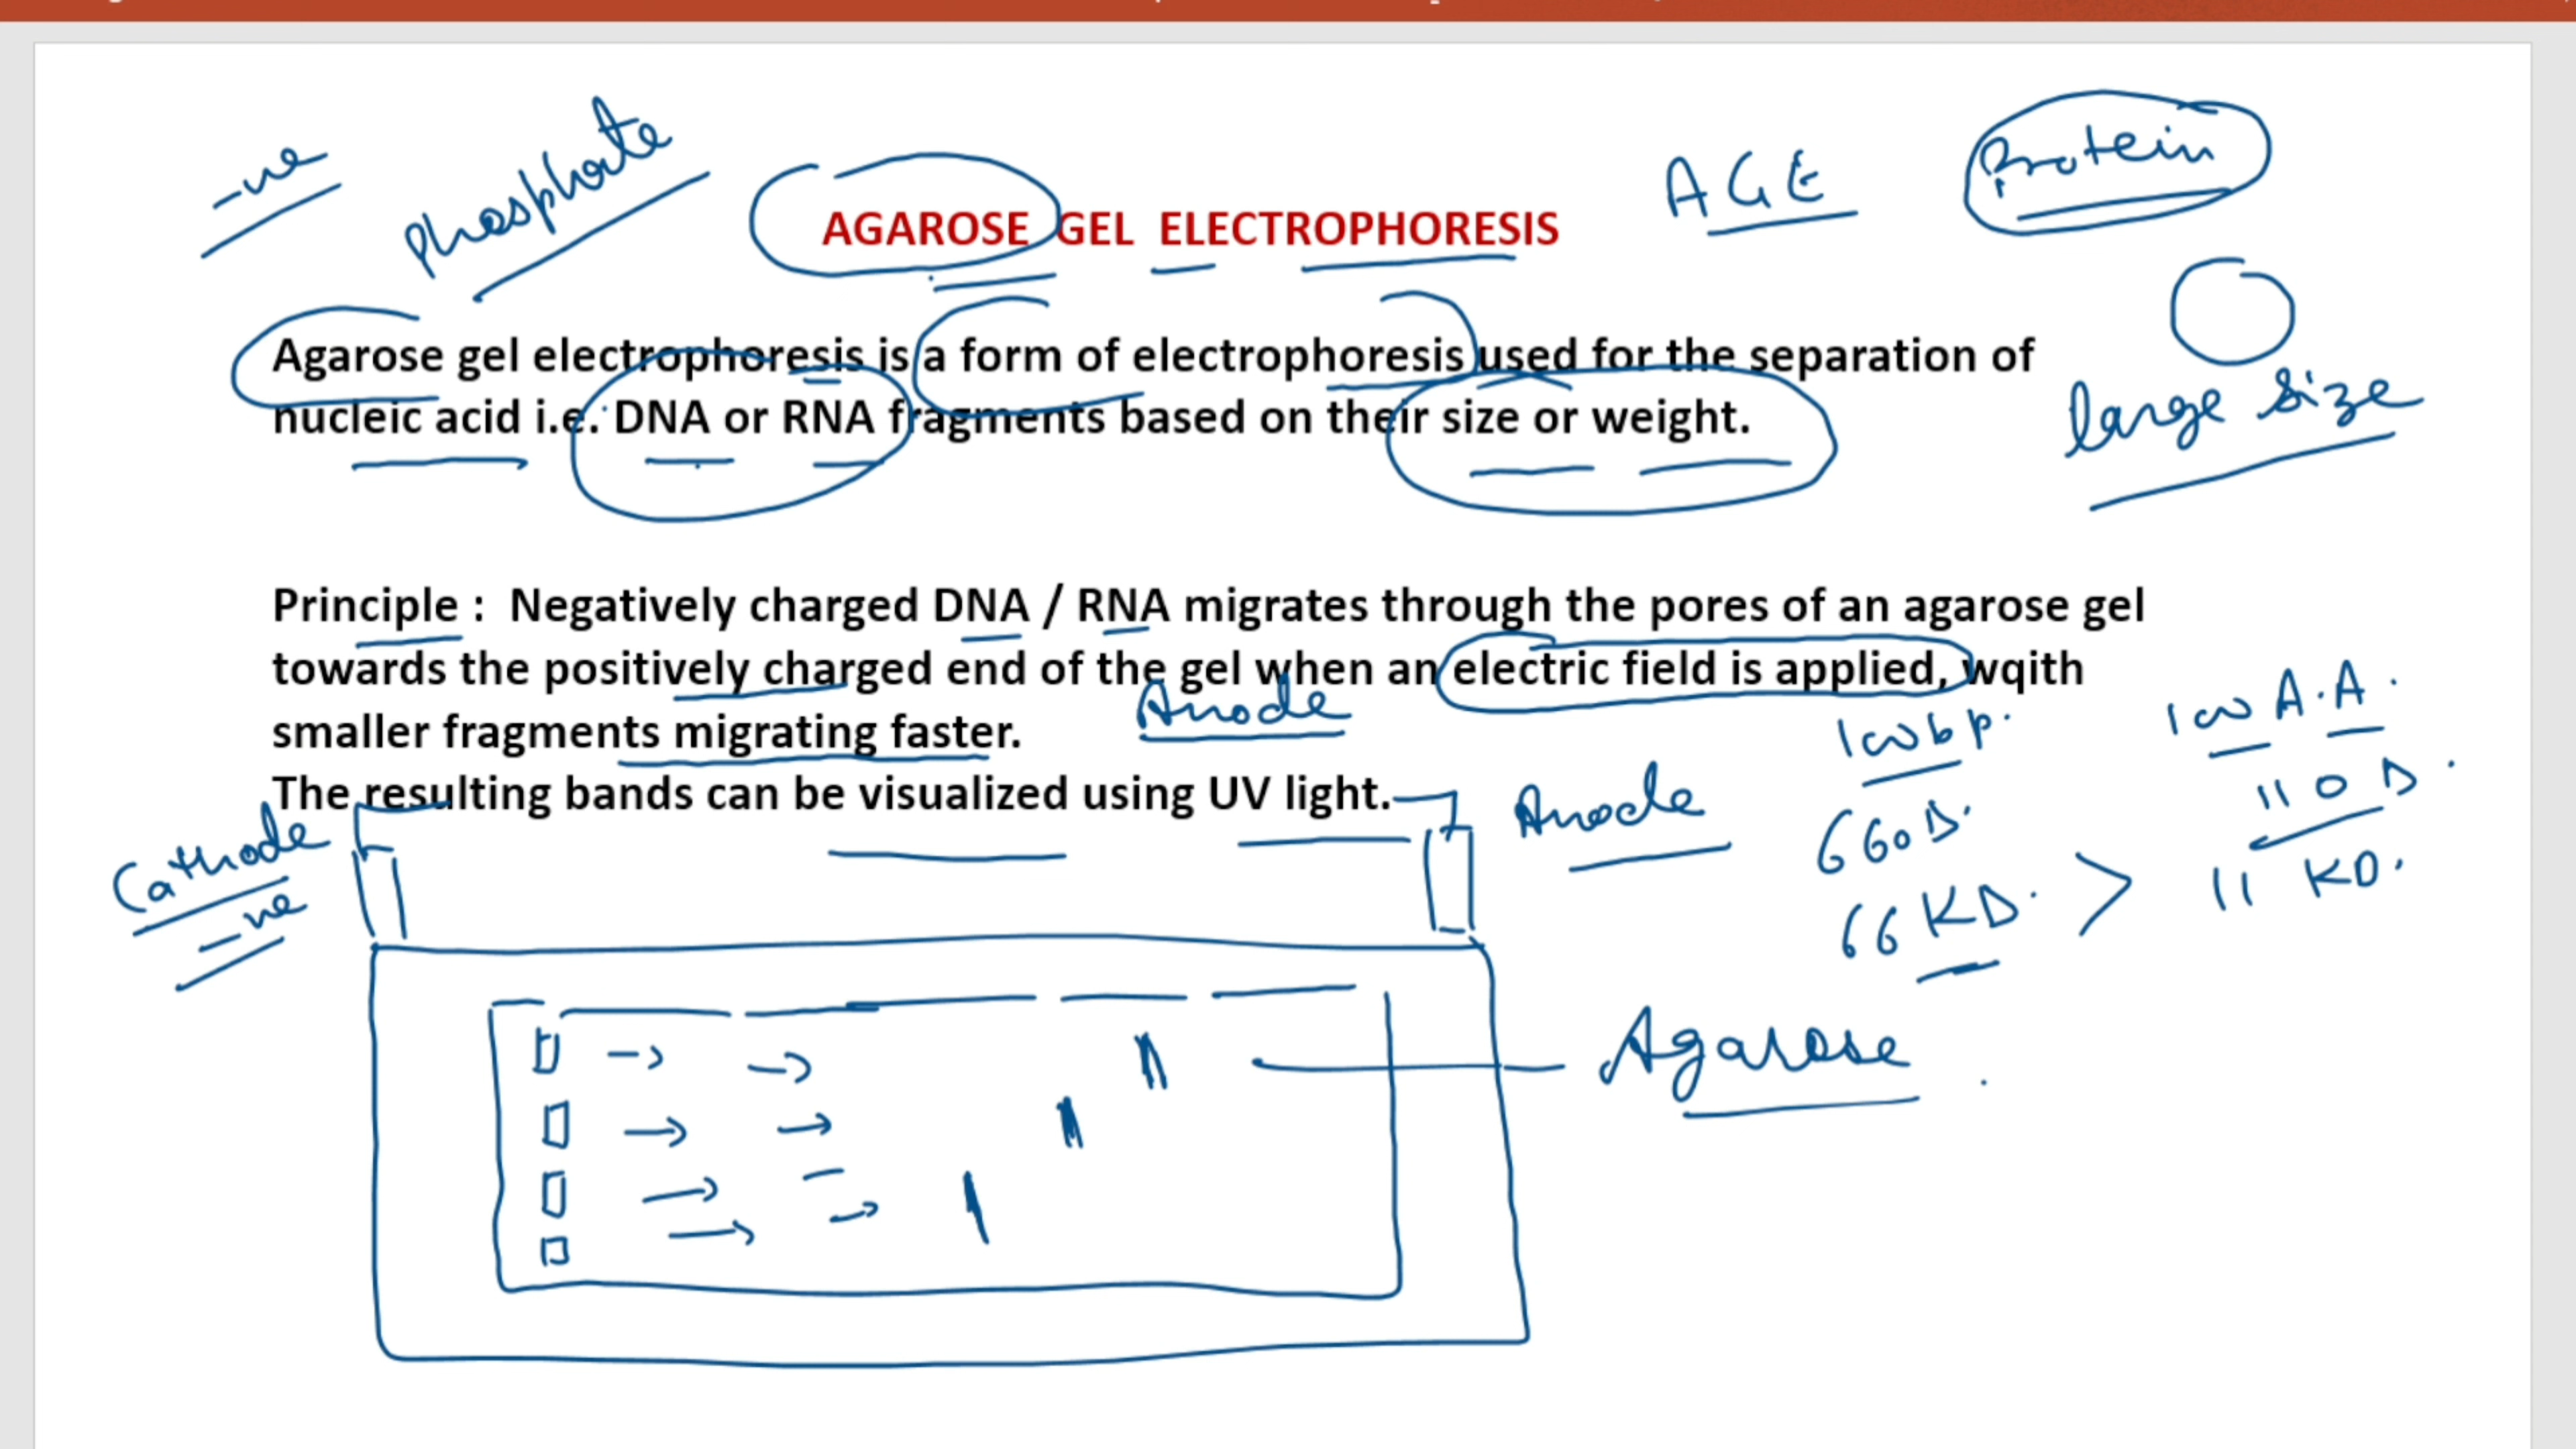 -ve
Phosphate
AGE
Protein
AGAROSE GEL ELECTROPHORESIS
Agarose gel electrophoresis is a form of electrophoresis used for the separation of
nucleic acid i.e. DNA or RNA fragments based on their size or weight.
large size
Principle : Negatively charged DNA / RNA migrates through the pores of an agarose gel
towards the positively charged end of the gel when an electric field is applied, wqith
smaller fragments migrating faster.
Anode
The resulting bands can be visualized using UV light.
100 bp.
100 A.A.
Anode
660 D.
110 D.
Cathode
-ve
66 KD. > 11 KD.
Agarose